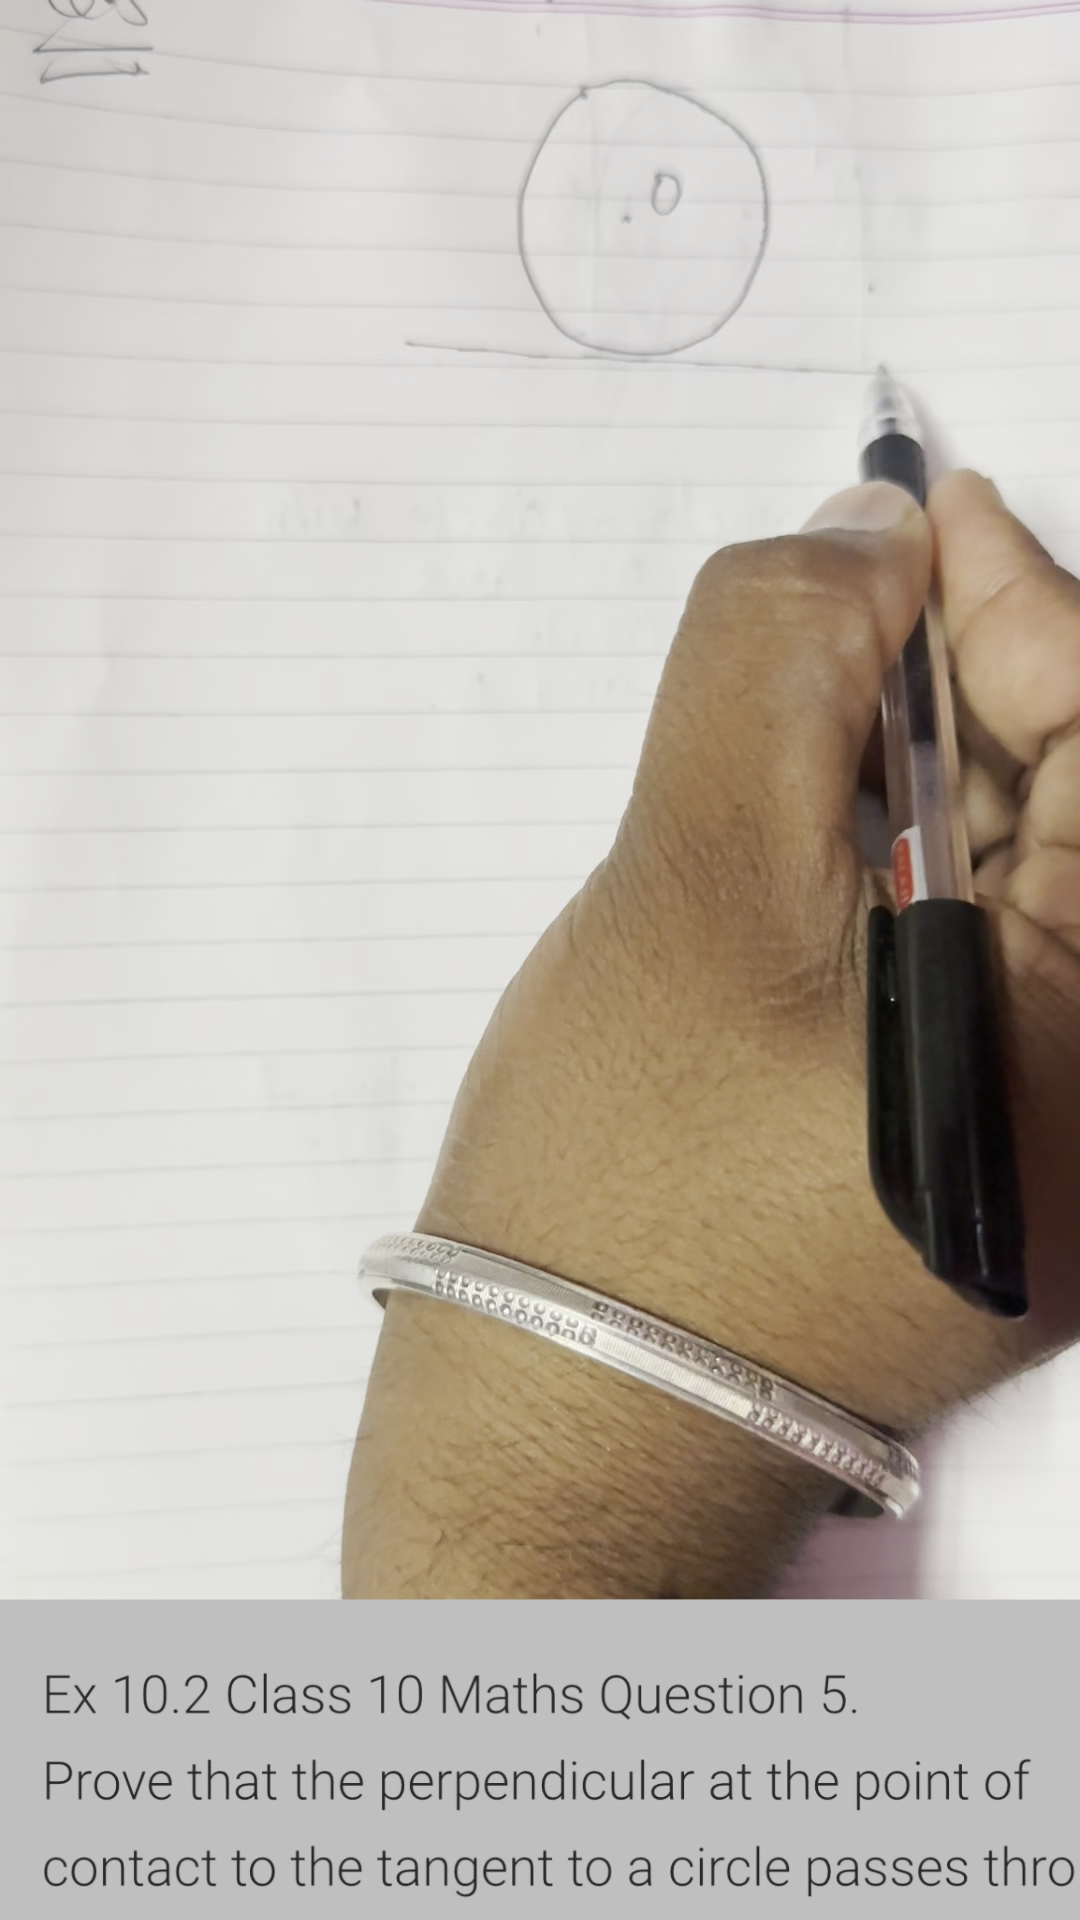 O
Ex 10.2 Class 10 Maths Question 5.
Prove that the perpendicular at the point of
contact to the tangent to a circle passes thro